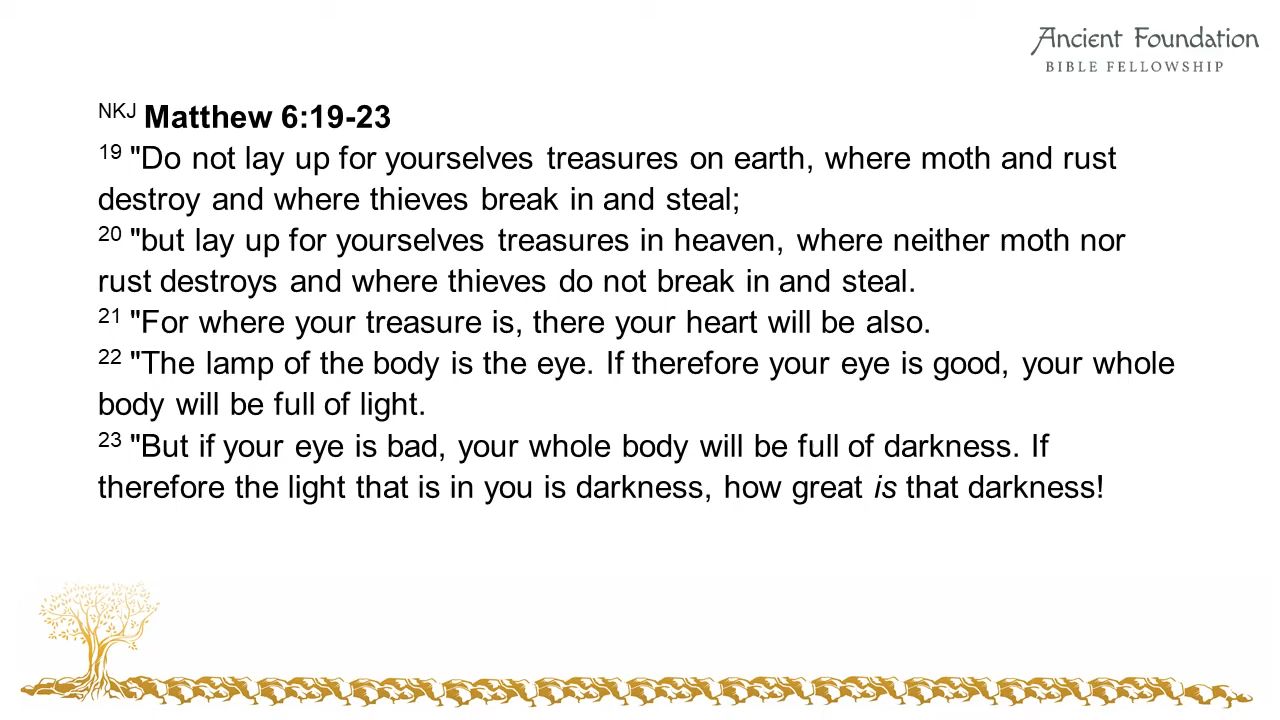 Ancient Foundation
BIBLE FELLOWSHIP
NKJ Matthew 6:19-23
19 "Do not lay up for yourselves treasures on earth, where moth and rust
destroy and where thieves break in and steal;
20 "but lay up for yourselves treasures in heaven, where neither moth nor
rust destroys and where thieves do not break in and steal.
21 "For where your treasure is, there your heart will be also.
22 "The lamp of the body is the eye. If therefore your eye is good, your whole
body will be full of light.
23 "But if your eye is bad, your whole body will be full of darkness. If
therefore the light that is in you is darkness, how great is that darkness!